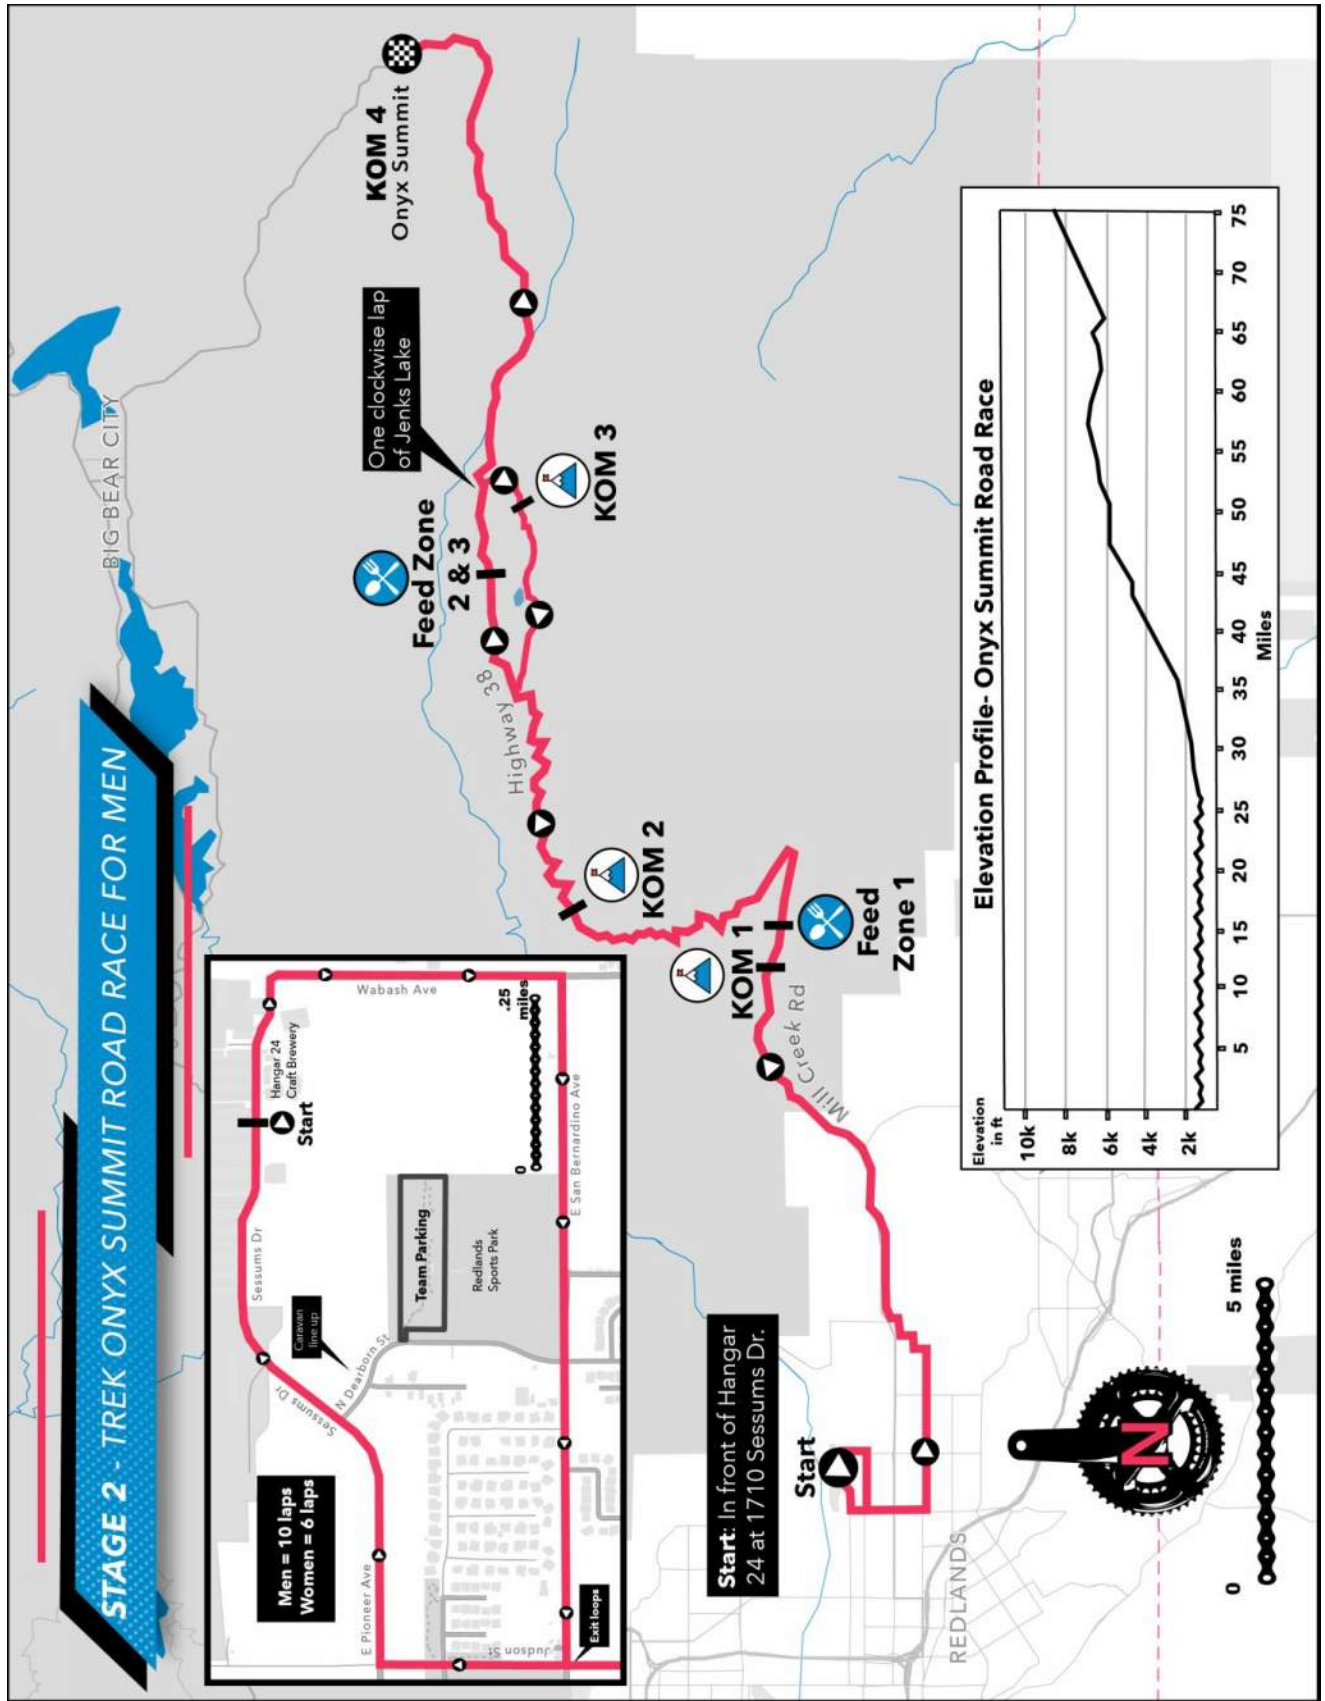 STAGE 2 - TREK ONYX SUMMIT ROAD RACE FOR MEN
BIG BEAR CITY
KOM 4
Onyx Summit
One clockwise lap
of Jenks Lake
Feed Zone
2 & 3
KOM 3
Highway 38
KOM 2
KOM 1
Feed
Zone 1
Mill Creek Rd
Start: In front of Hangar
24 at 1710 Sessums Dr.
Start
REDLANDS
N
0
5 miles
Men = 10 laps
Women = 6 laps
E Pioneer Ave
Sessums Dr
Sessums Dr
Caravan
line up
N Dearborn St
Hangar 24
Craft Brewery
Start
Wabash Ave
Team Parking
Redlands
Sports Park
0
.25
miles
E San Bernardino Ave
Judson St
Exit loops
Elevation Profile- Onyx Summit Road Race
Elevation
in ft
10k
8k
6k
4k
2k
5
10
15
20
25
30
35
40
45
50
55
60
65
70
75
Miles